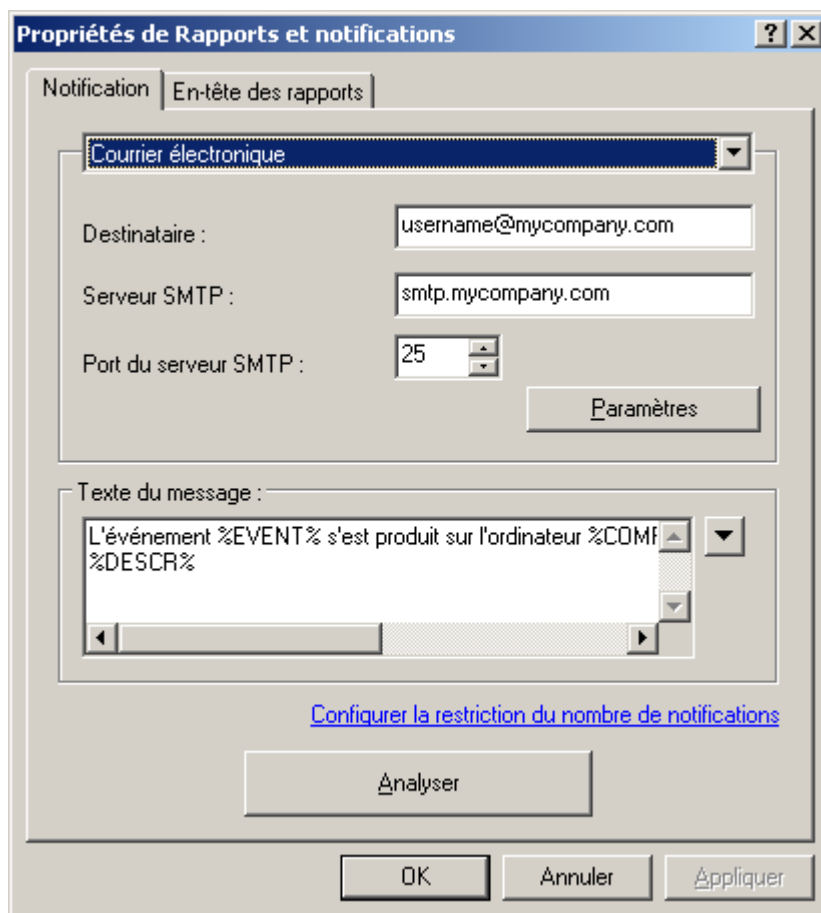 Propriétés de Rapports et notifications
Notification
En-tête des rapports
Courrier électronique
Destinataire :
username@mycompany.com
Serveur SMTP :
smtp.mycompany.com
Port du serveur SMTP :
25
Paramètres
Texte du message :
L'événement %EVENT% s'est produit sur l'ordinateur
%DESCR%
Configurer la restriction du nombre de notifications
Analyser
OK
Annuler
Appliquer